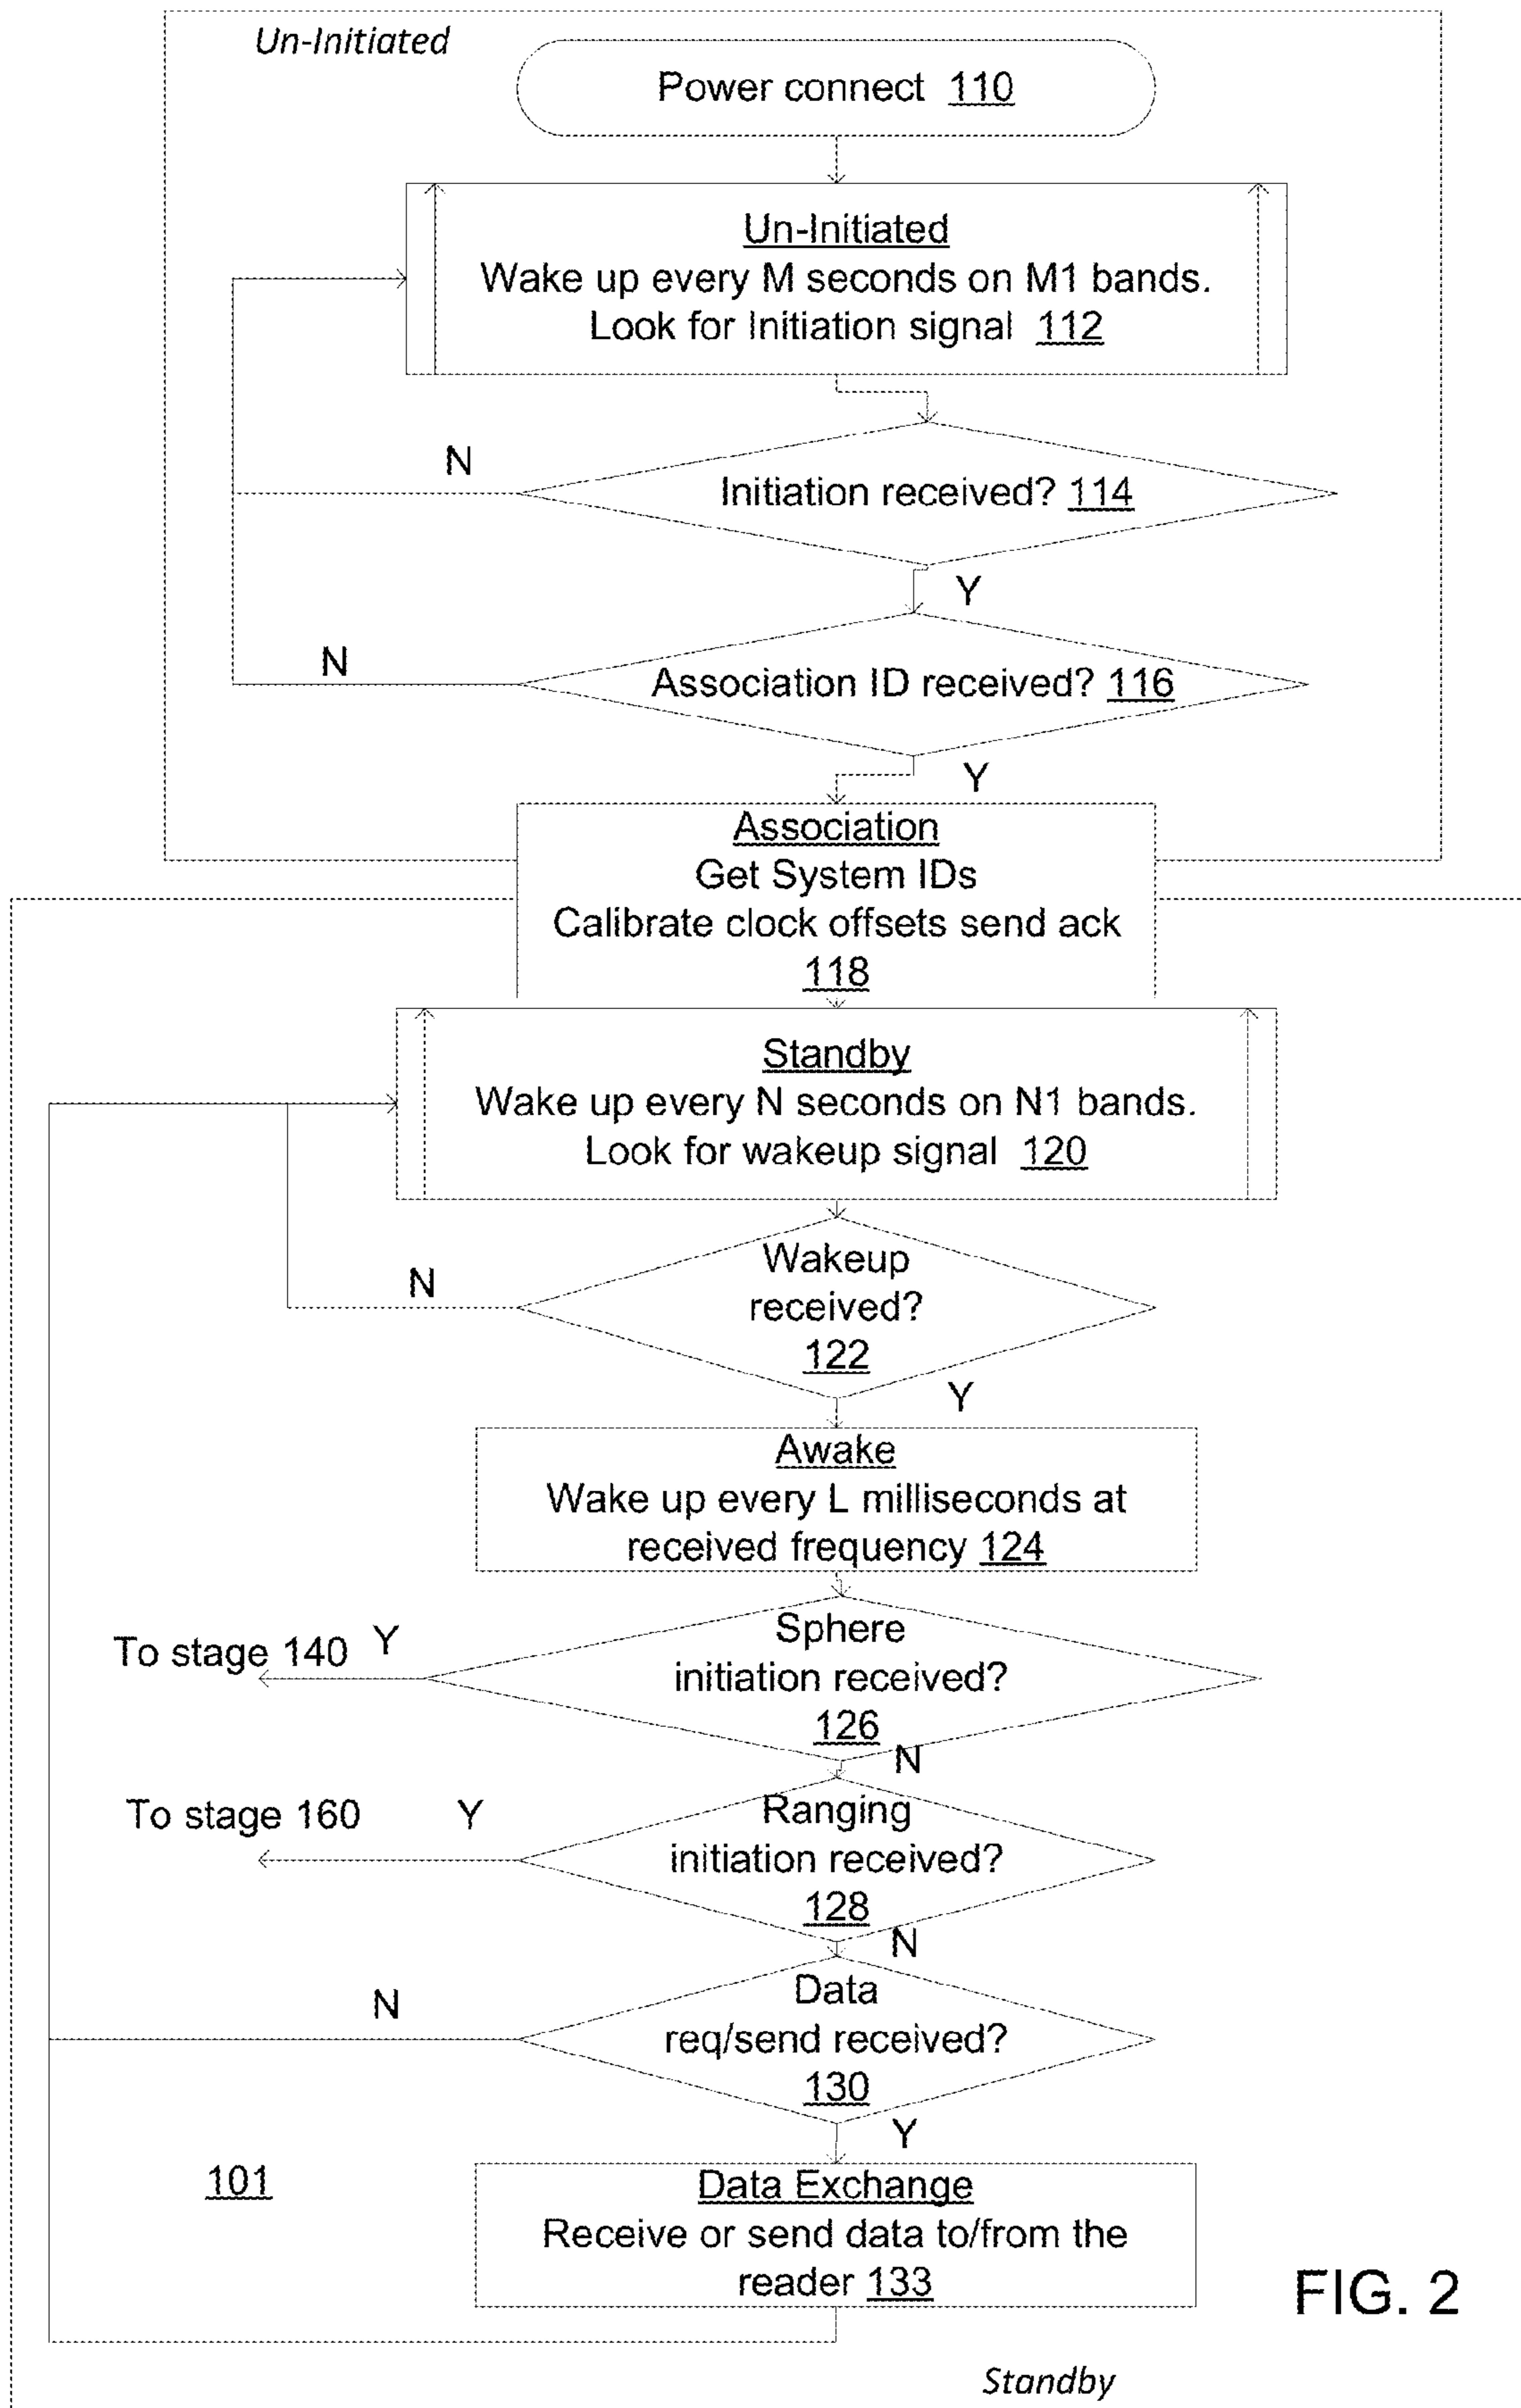 Un-Initiated
Power connect 110
Un-Initiated
Wake up every M seconds on M1 bands.
Look for Initiation signal 112
N
Initiation received? 114
Y
N
Association ID received? 116
Y
Association
Get System IDs
Calibrate clock offsets send ack
118
Standby
Wake up every N seconds on N1 bands.
Look for wakeup signal 120
N
Wakeup
received?
122
Y
Awake
Wake up every L milliseconds at
received frequency 124
To stage 140
Y
Sphere
initiation received?
126
N
To stage 160
Y
Ranging
initiation received?
128
N
N
Data
req/send received?
130
Y
101
Data Exchange
Receive or send data to/from the
reader 133
FIG. 2
Standby